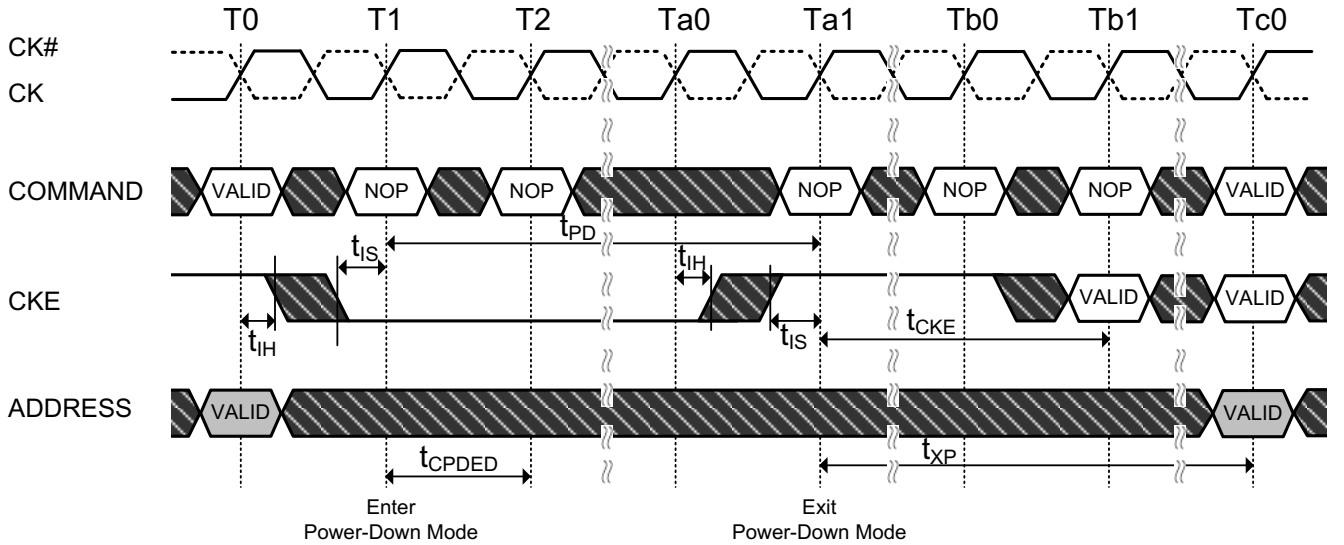 T0 T1 T2 Ta0 Ta1 Tb0 Tb1 Tc0
CK#
CK
COMMAND VALID NOP NOP NOP NOP NOP VALID
tPD
tIS tIH
CKE VALID VALID
tIH tIS tCKE
ADDRESS VALID VALID
tCPDED tXP
Enter
Power-Down Mode
Exit
Power-Down Mode